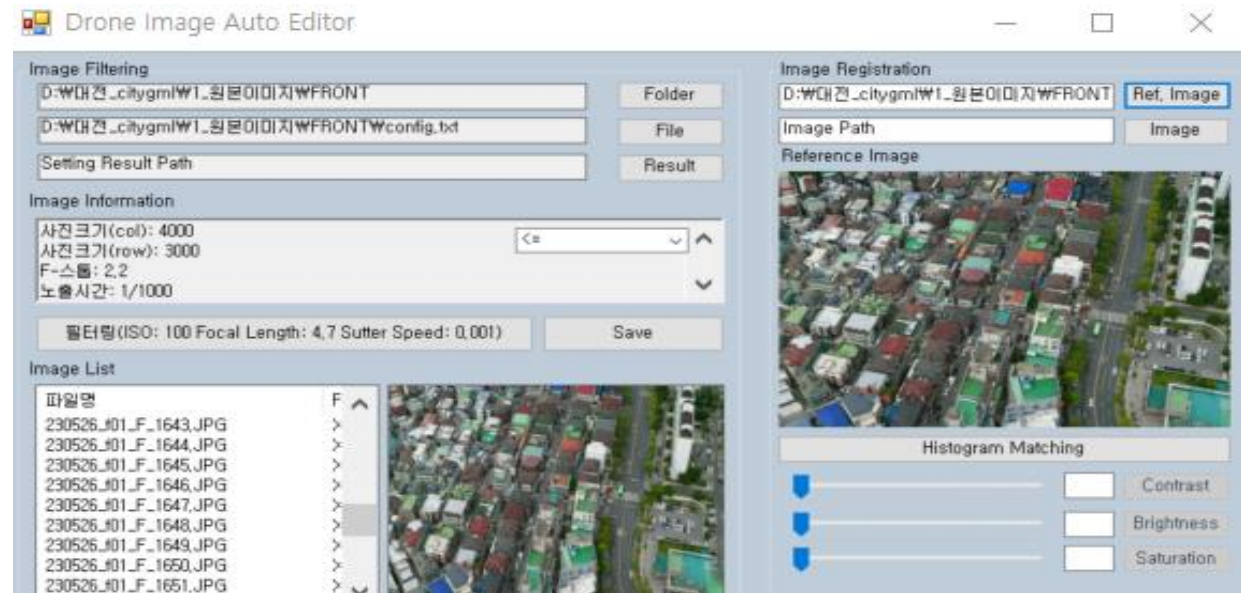 Drone Image Auto Editor
Image Filtering
D:₩대전_citygml₩1_원본이미지₩FRONT
Folder
D:₩대전_citygml₩1_원본이미지₩FRONT₩config.txt
File
Setting Result Path
Result
Image Information
사진크기(col): 4000
사진크기(row): 3000
F-스톱: 2.2
노출시간: 1/1000
<=
필터링(ISO: 100 Focal Length: 4.7 Sutter Speed: 0.001)
Save
Image List
파일명
F
230526_f01_F_1643.JPG
230526_f01_F_1644.JPG
230526_f01_F_1645.JPG
230526_f01_F_1646.JPG
230526_f01_F_1647.JPG
230526_f01_F_1648.JPG
230526_f01_F_1649.JPG
230526_f01_F_1650.JPG
230526_f01_F_1651.JPG
Image Registration
D:₩대전_citygml₩1_원본이미지₩FRONT
Ref. Image
Image Path
Image
Reference Image
Histogram Matching
Contrast
Brightness
Saturation